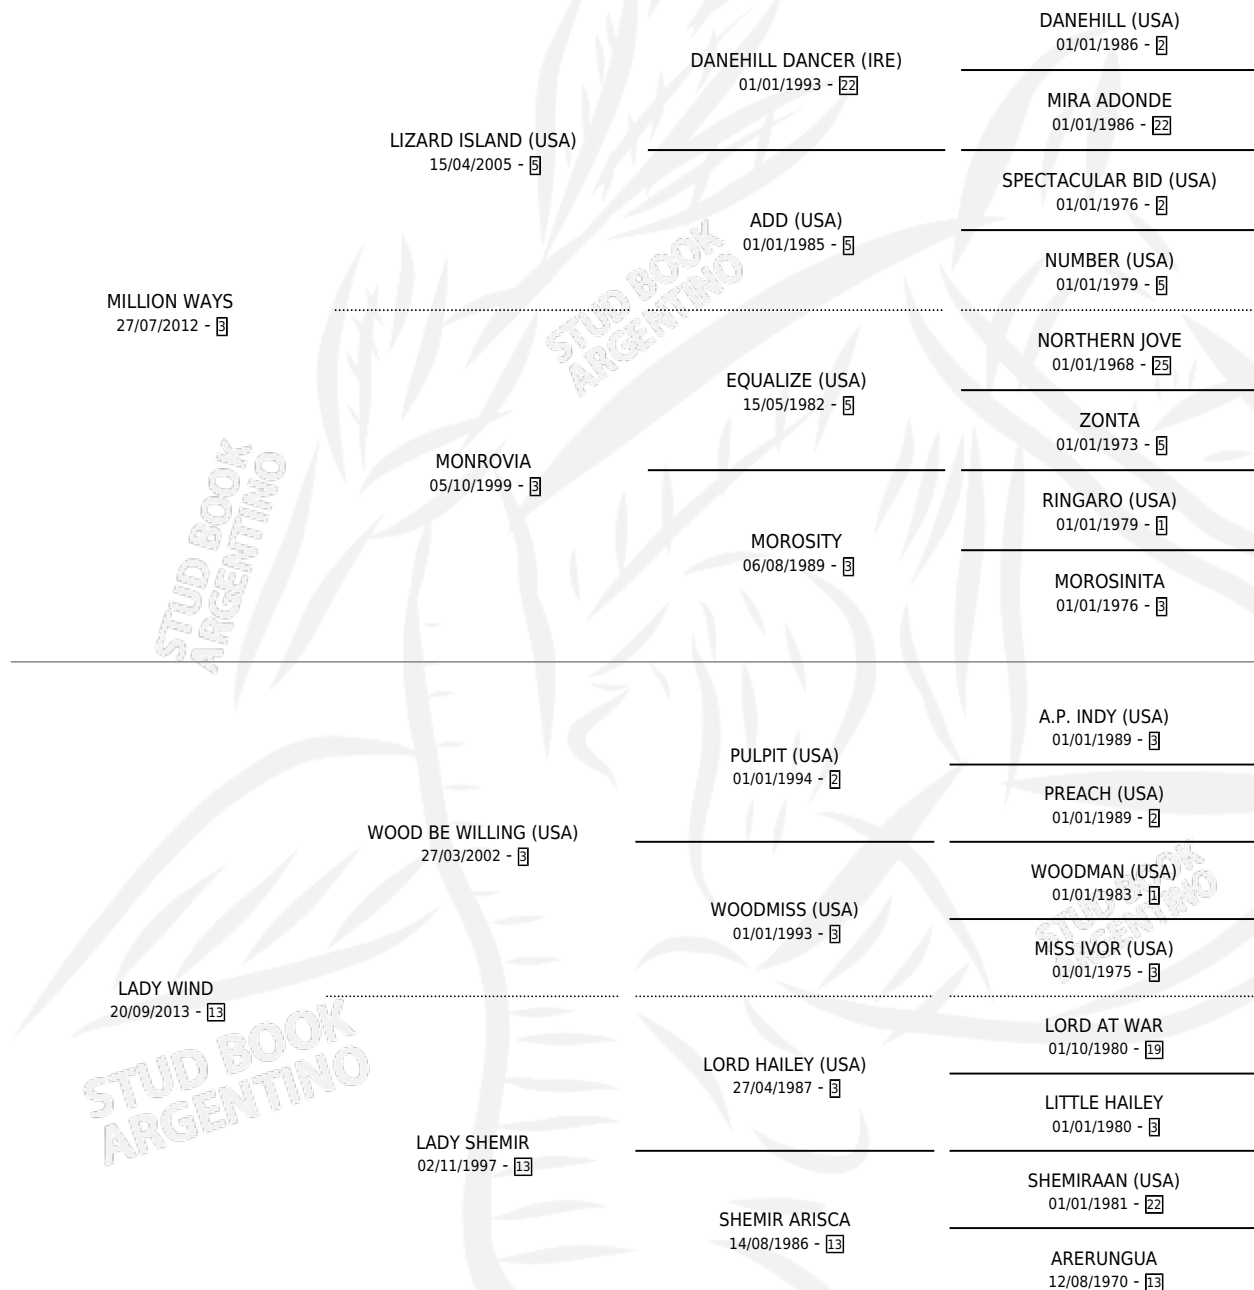 MILLION WAYS
27/07/2012 - 3
LIZARD ISLAND (USA)
15/04/2005 - 5
DANEHILL DANCER (IRE)
01/01/1993 - 22
DANEHILL (USA)
01/01/1986 - 2
MIRA ADONDE
01/01/1986 - 22
ADD (USA)
01/01/1985 - 5
SPECTACULAR BID (USA)
01/01/1976 - 2
NUMBER (USA)
01/01/1979 - 5
MONROVIA
05/10/1999 - 3
EQUALIZE (USA)
15/05/1982 - 5
NORTHERN JOVE
01/01/1968 - 25
ZONTA
01/01/1973 - 5
MOROSITY
06/08/1989 - 3
RINGARO (USA)
01/01/1979 - 1
MOROSINITA
01/01/1976 - 3
LADY WIND
20/09/2013 - 13
WOOD BE WILLING (USA)
27/03/2002 - 3
PULPIT (USA)
01/01/1994 - 2
A.P. INDY (USA)
01/01/1989 - 3
PREACH (USA)
01/01/1989 - 2
WOODMISS (USA)
01/01/1993 - 3
WOODMAN (USA)
01/01/1983 - 1
MISS IVOR (USA)
01/01/1975 - 3
LADY SHEMIR
02/11/1997 - 13
LORD HAILEY (USA)
27/04/1987 - 3
LORD AT WAR
01/10/1980 - 19
LITTLE HAILEY
01/01/1980 - 3
SHEMIR ARISCA
14/08/1986 - 13
SHEMIRAAN (USA)
01/01/1981 - 22
ARERUNGUA
12/08/1970 - 13
STUD BOOK
ARGENTINO
STUD BOOK
ARGENTINO
STUD BOOK
ARGENTINO
STUD BOOK
ARGENTINO